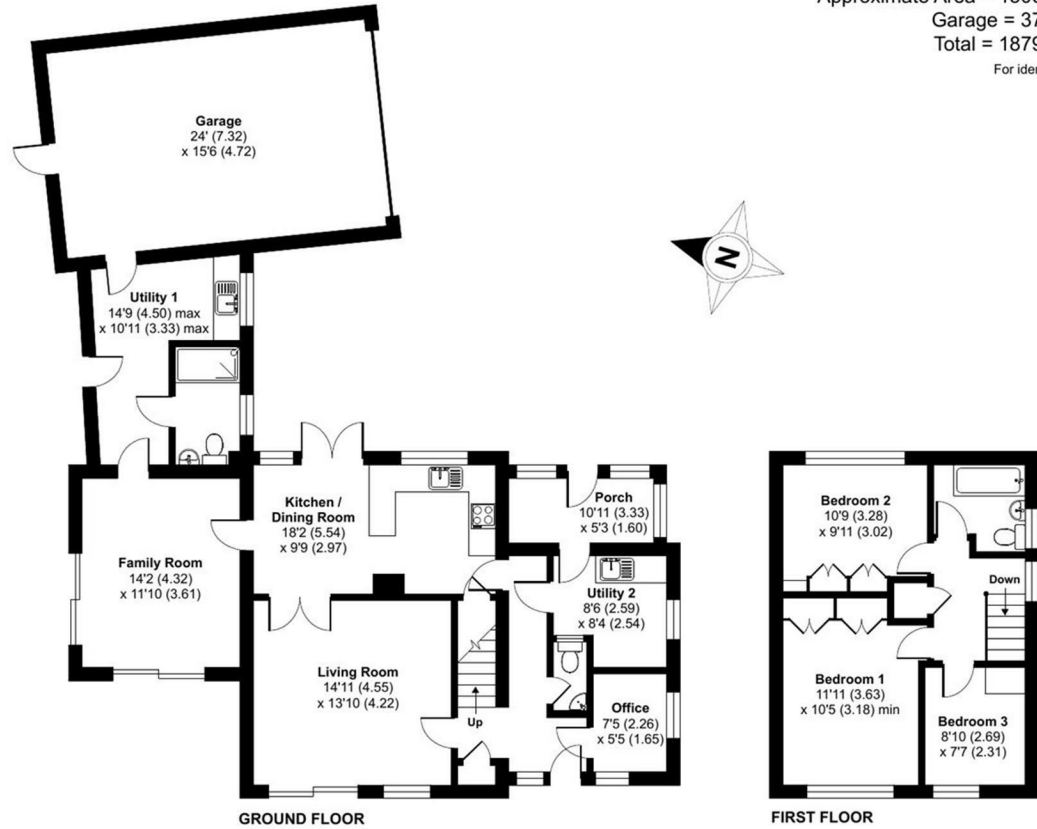 Garage = 37
Total = 1879
For iden
Garage
24' (7.32)
x 15'6 (4.72)
N
Utility 1
14'9 (4.50) max
x 10'11 (3.33) max
Kitchen /
Dining Room
18'2 (5.54)
x 9'9 (2.97)
Porch
10'11 (3.33)
x 5'3 (1.60)
Family Room
14'2 (4.32)
x 11'10 (3.61)
Utility 2
8'6 (2.59)
x 8'4 (2.54)
Living Room
14'11 (4.55)
x 13'10 (4.22)
Up
Office
7'5 (2.26)
x 5'5 (1.65)
GROUND FLOOR
Bedroom 2
10'9 (3.28)
x 9'11 (3.02)
Down
Bedroom 1
11'11 (3.63)
x 10'5 (3.18) min
Bedroom 3
8'10 (2.69)
x 7'7 (2.31)
FIRST FLOOR